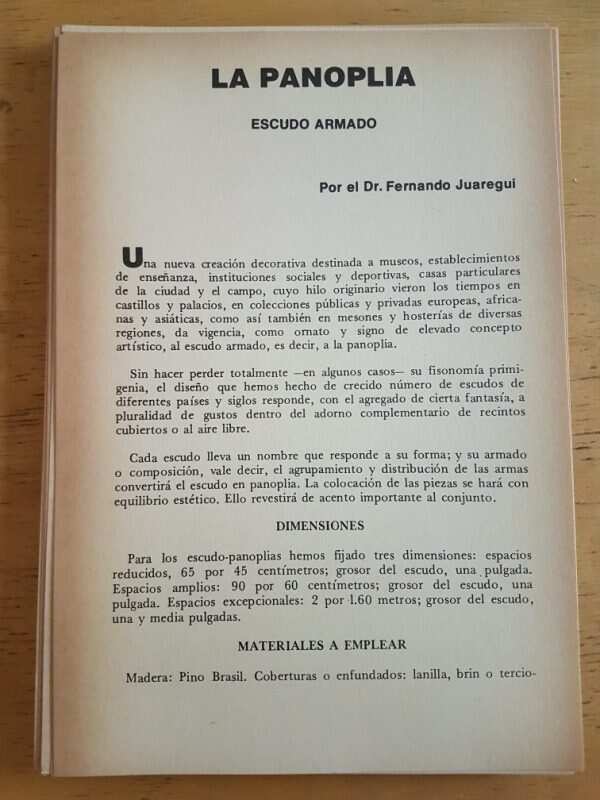 LA PANOPLIA
ESCUDO ARMADO
Por el Dr. Fernando Juaregui
Una nueva creación decorativa destinada a museos, establecimientos
de enseñanza, instituciones sociales y deportivas, casas particulares
de la ciudad y el campo, cuyo hilo originario vieron los tiempos en
castillos y palacios, en colecciones públicas y privadas europeas, africa-
nas y asiáticas, como así también en mesones y hosterías de diversas
regiones, da vigencia, como ornato y signo de elevado concepto
artístico, al escudo armado, es decir, a la panoplia.
Sin hacer perder totalmente —en algunos casos— su fisonomía primi-
genia, el diseño que hemos hecho de crecido número de escudos de
diferentes países y siglos responde, con el agregado de cierta fantasía, a
pluralidad de gustos dentro del adorno complementario de recintos
cubiertos o al aire libre.
Cada escudo lleva un nombre que responde a su forma; y su armado
o composición, vale decir, el agrupamiento y distribución de las armas
convertirá el escudo en panoplia. La colocación de las piezas se hará con
equilibrio estético. Ello revestirá de acento importante al conjunto.
DIMENSIONES
Para los escudo-panoplias hemos fijado tres dimensiones: espacios
reducidos, 65 por 45 centímetros; grosor del escudo, una pulgada.
Espacios amplios: 90 por 60 centímetros; grosor del escudo, una
pulgada. Espacios excepcionales: 2 por 1.60 metros; grosor del escudo,
una y media pulgadas.
MATERIALES A EMPLEAR
Madera: Pino Brasil. Coberturas o enfundados: lanilla, brin o tercio-